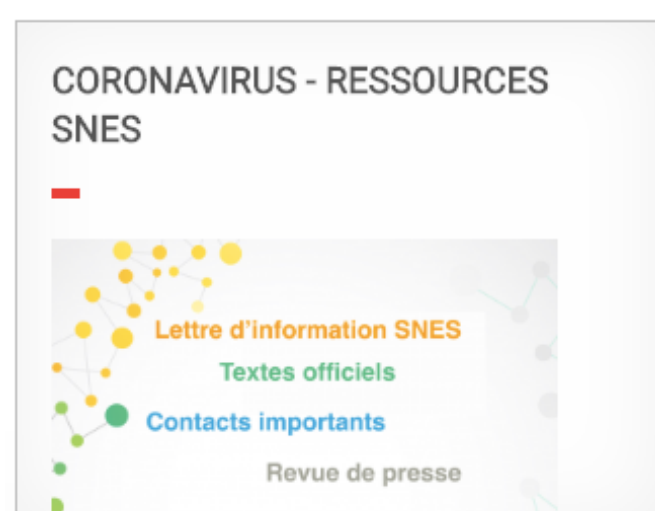 CORONAVIRUS - RESSOURCES
SNES
Lettre d'information SNES
Textes officiels
Contacts importants
Revue de presse